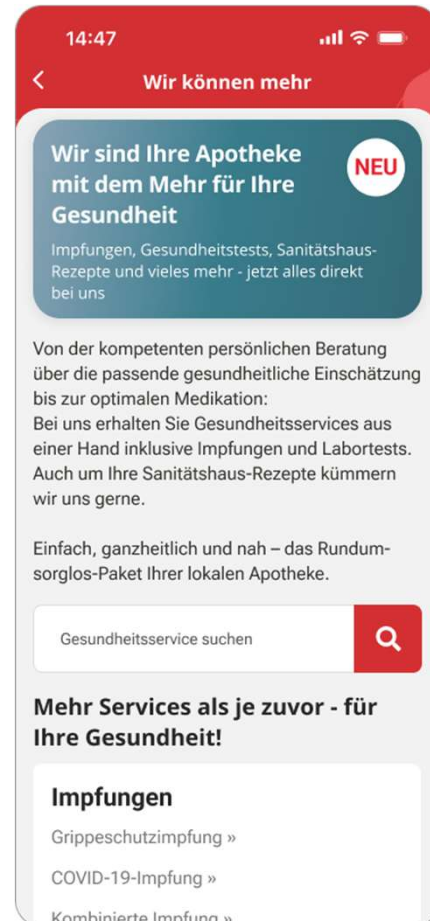 14:47
Wir können mehr
Wir sind Ihre Apotheke
mit dem Mehr für Ihre
Gesundheit
NEU
Impfungen, Gesundheitstests, Sanitätshaus-
Rezepte und vieles mehr - jetzt alles direkt
bei uns
Von der kompetenten persönlichen Beratung
über die passende gesundheitliche Einschätzung
bis zur optimalen Medikation:
Bei uns erhalten Sie Gesundheitsservices aus
einer Hand inklusive Impfungen und Labortests.
Auch um Ihre Sanitätshaus-Rezepte kümmern
wir uns gerne.
Einfach, ganzheitlich und nah – das Rundum-
sorglos-Paket Ihrer lokalen Apotheke.
Gesundheitsservice suchen
Mehr Services als je zuvor - für
Ihre Gesundheit!
Impfungen
Grippeschutzimpfung »
COVID-19-Impfung »
Kombinierte Impfung »